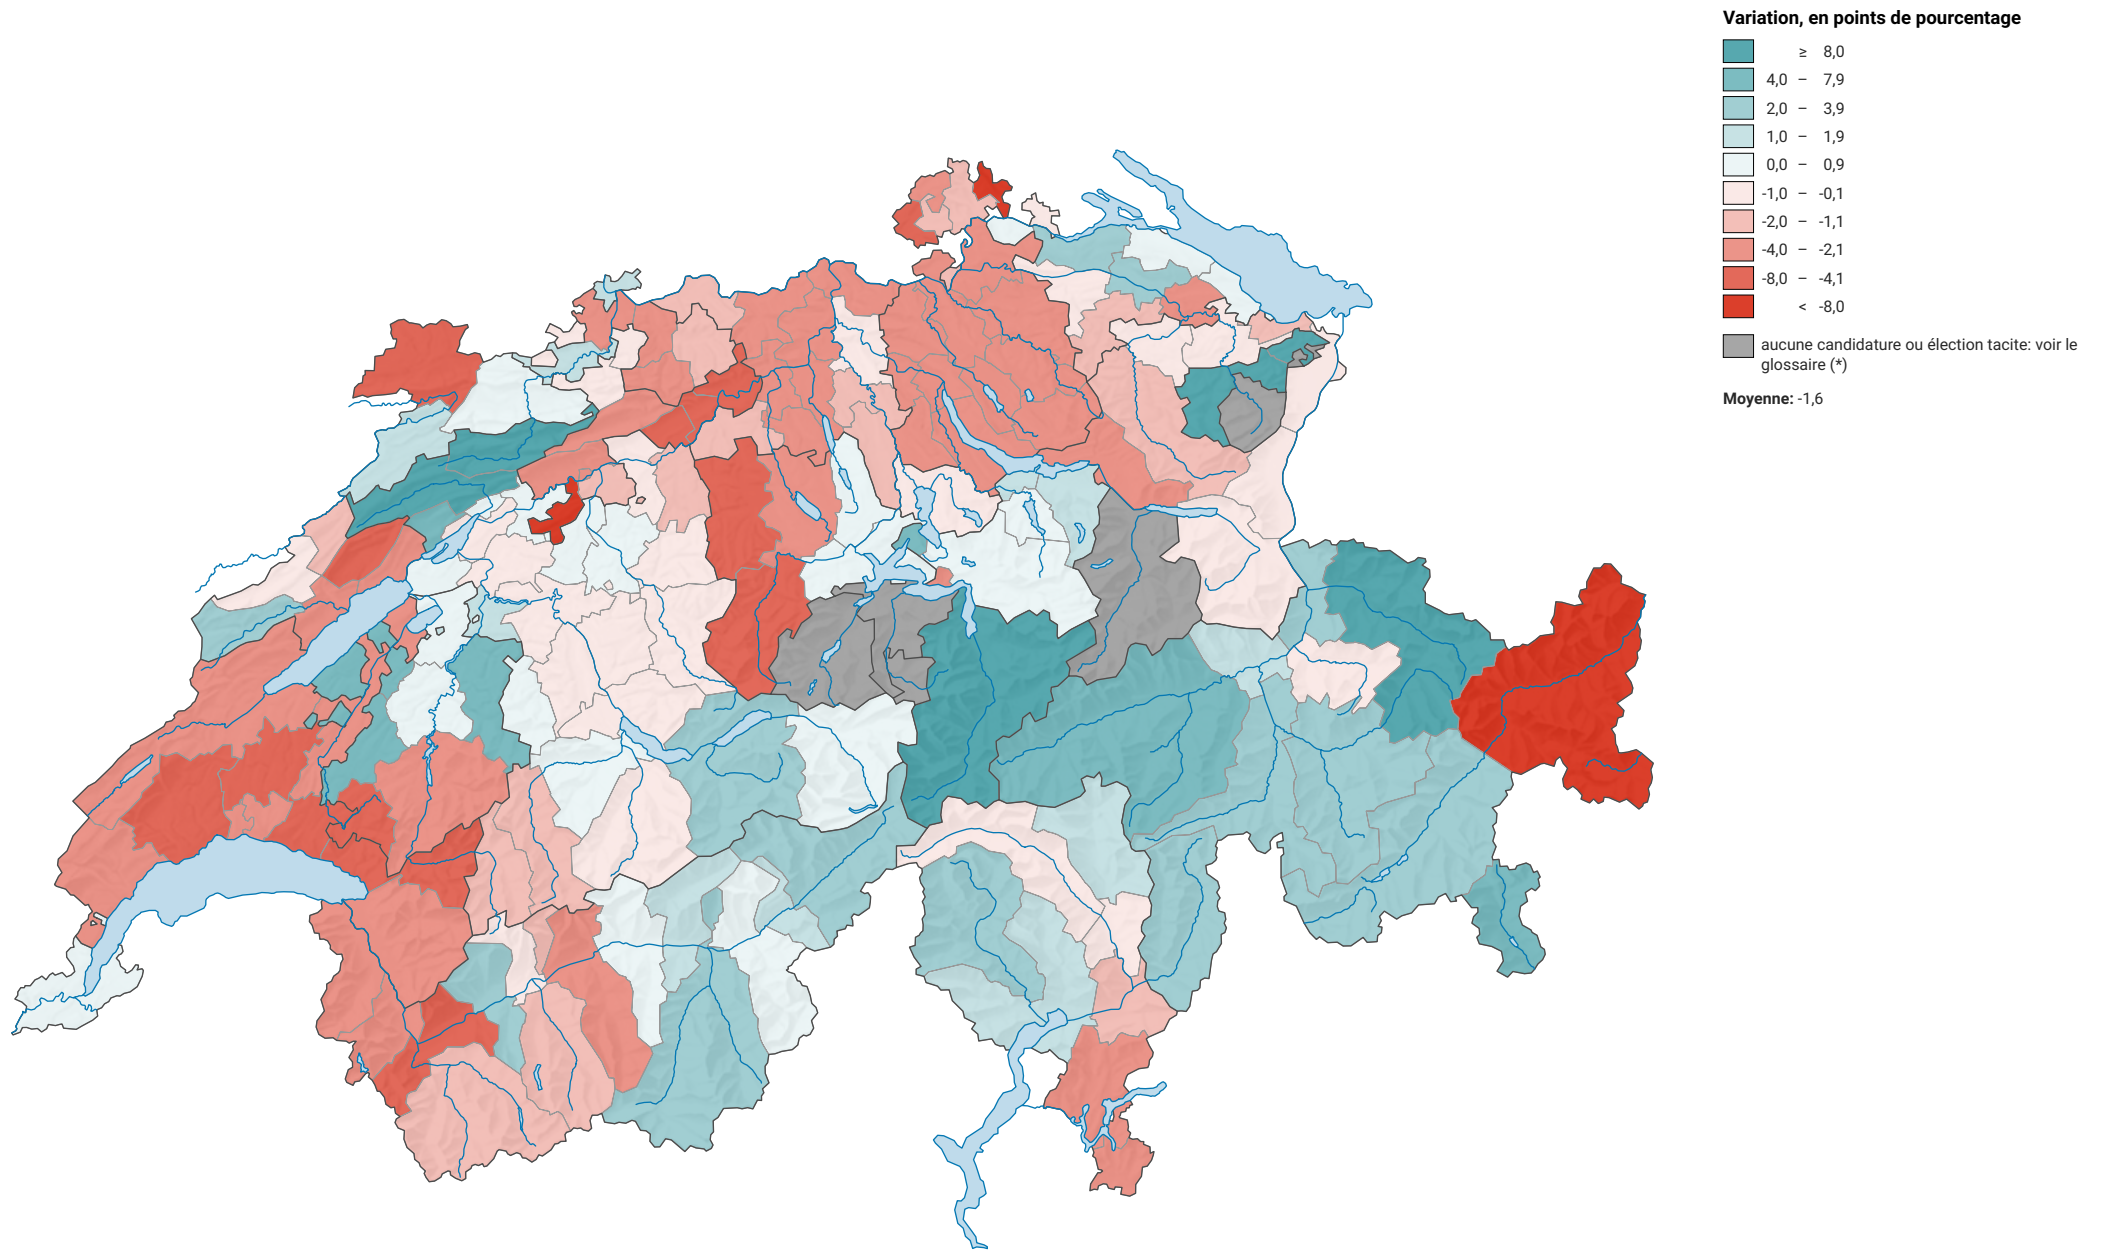 Variation, en points de pourcentage
≥ 8,0
4,0 – 7,9
2,0 – 3,9
1,0 – 1,9
0,0 – 0,9
-1,0 – -0,1
-2,0 – -1,1
-4,0 – -2,1
-8,0 – -4,1
< -8,0
aucune candidature ou élection tacite: voir le
glossaire (*)
Moyenne: -1,6